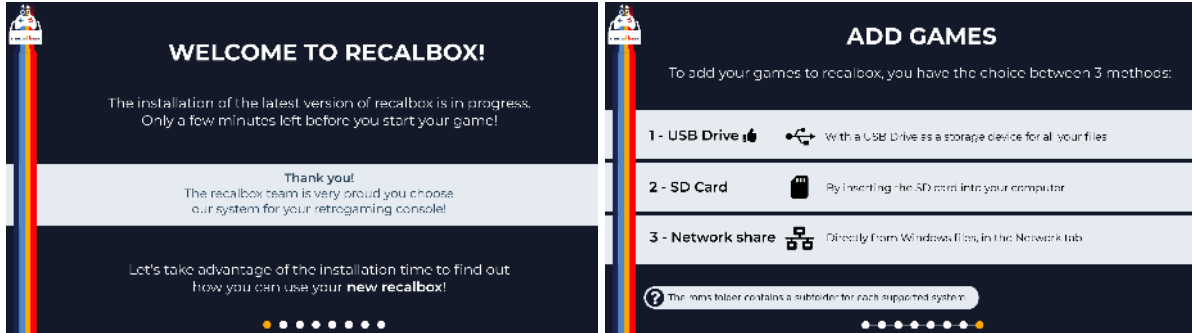 WELCOME TO RECALBOX!
The installation of the latest version of recalbox is in progress.
Only a few minutes left before you start your game!
Thank you!
The recalbox team is very proud you choose
our system for your retrogaming console!
Let's take advantage of the installation time to find out
how you can use your new recalbox!
ADD GAMES
To add your games to recalbox, you have the choice between 3 methods:
1 - USB Drive
With a USB Drive as a storage device for all your files
2 - SD Card
By inserting the SD card into your computer
3 - Network share
Directly from Windows files, in the Network tab
? The roms folder contains a subfolder for each supported system